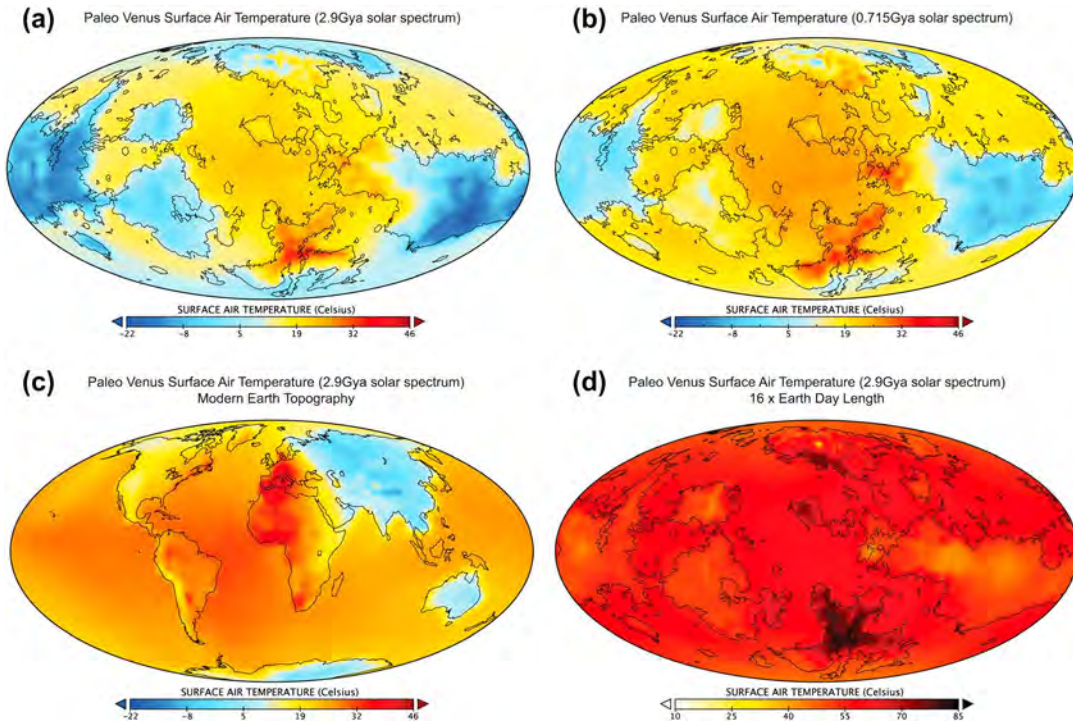 (a) Paleo Venus Surface Air Temperature (2.9Gya solar spectrum)
SURFACE AIR TEMPERATURE (Celsius)
-22 -8 5 19 32 46
(b) Paleo Venus Surface Air Temperature (0.715Gya solar spectrum)
SURFACE AIR TEMPERATURE (Celsius)
-22 -8 5 19 32 46
(c) Paleo Venus Surface Air Temperature (2.9Gya solar spectrum)
Modern Earth Topography
SURFACE AIR TEMPERATURE (Celsius)
-22 -8 5 19 32 46
(d) Paleo Venus Surface Air Temperature (2.9Gya solar spectrum)
16 x Earth Day Length
SURFACE AIR TEMPERATURE (Celsius)
10 25 40 55 70 85